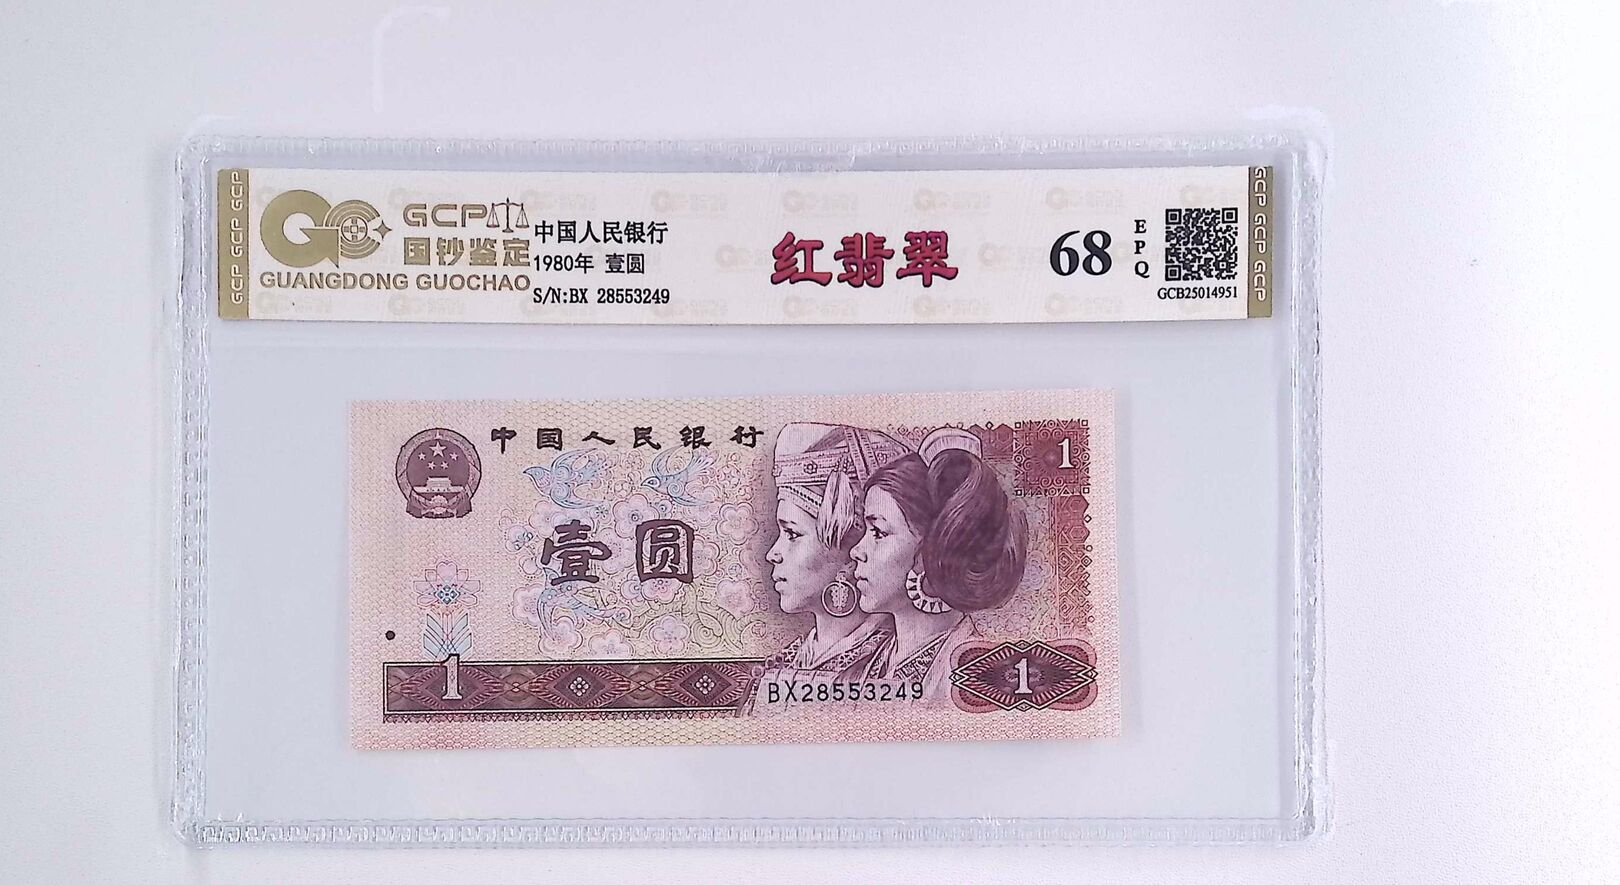 GCP GCP GCP
GCP
国钞鉴定
GUANGDONG GUOCHAO
中国人民银行
1980年 壹圆
S/N:BX 28553249
红翡翠
68
EPQ
GCB25014951
GCP GCP GCP
中国人民银行
1
壹圆
1
BX28553249
1